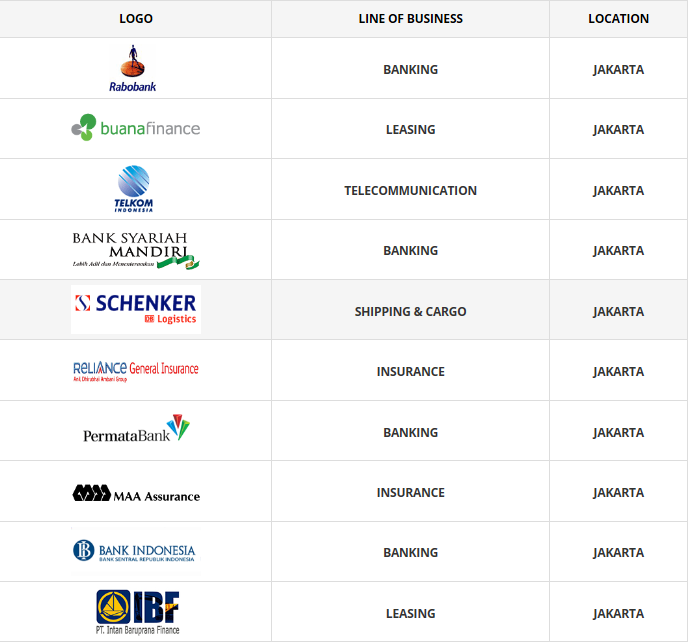 LOGO LINE OF BUSINESS LOCATION
Rabobank BANKING JAKARTA
buanafinance LEASING JAKARTA
TELKOM
INDONESIA
TELECOMMUNICATION JAKARTA
BANK SYARIAH
MANDIRI
Lebih Adil dan Menenteramkan
BANKING JAKARTA
SCHENKER
DB Logistics
SHIPPING & CARGO JAKARTA
RELIANCE General Insurance
Anil Dhirubhai Ambani Group
INSURANCE JAKARTA
PermataBank BANKING JAKARTA
MAA Assurance INSURANCE JAKARTA
BANK INDONESIA
BANK SENTRAL REPUBLIK INDONESIA
BANKING JAKARTA
IBF
PT. Intan Baruprana Finance
LEASING JAKARTA